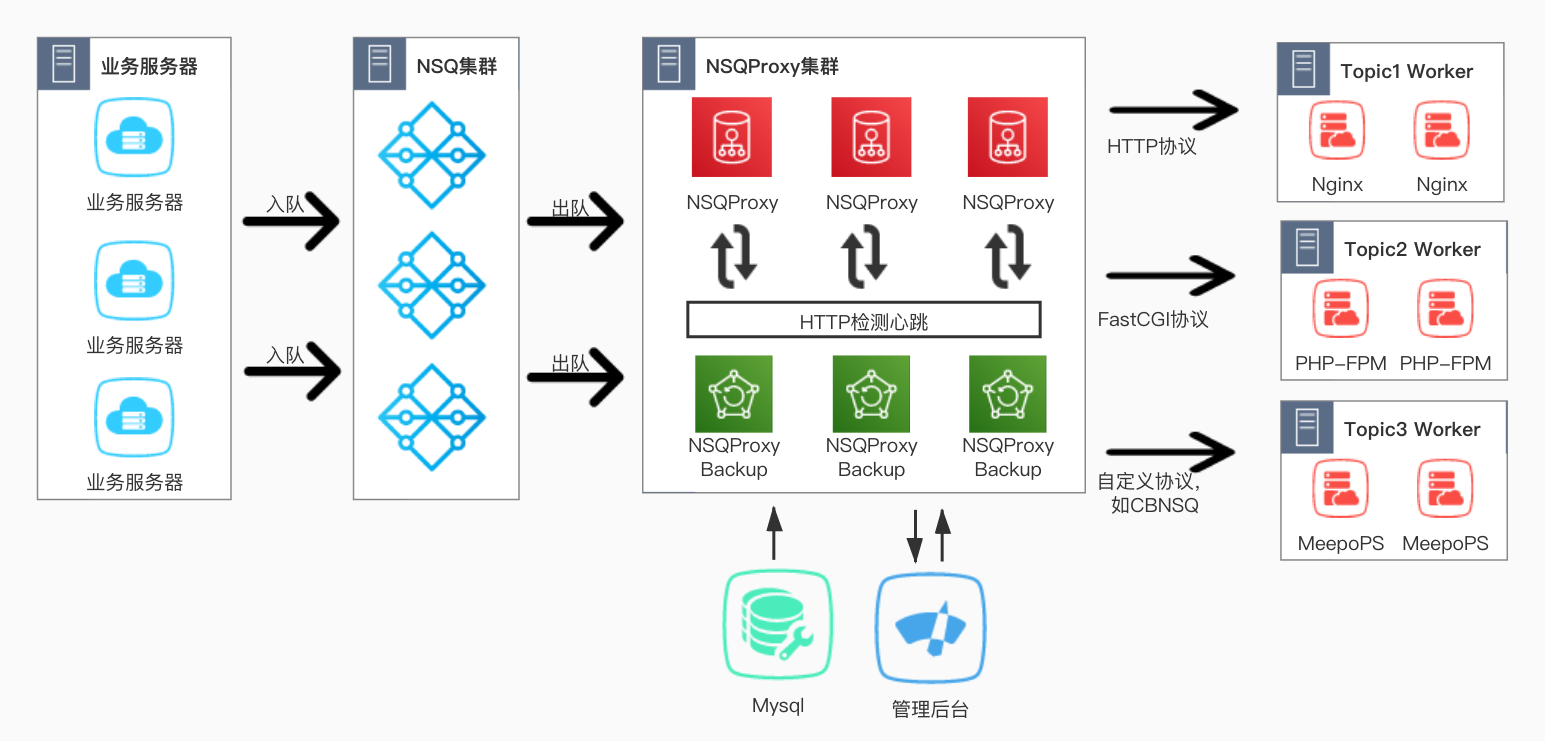 业务服务器
业务服务器
业务服务器
业务服务器
入队
入队
NSQ集群
出队
出队
NSQProxy集群
NSQProxy
NSQProxy
NSQProxy
HTTP检测心跳
NSQProxy
Backup
NSQProxy
Backup
NSQProxy
Backup
Mysql
管理后台
HTTP协议
FastCGI协议
自定义协议，
如CBNSQ
Topic1 Worker
Nginx
Nginx
Topic2 Worker
PHP-FPM
PHP-FPM
Topic3 Worker
MeepoPS
MeepoPS